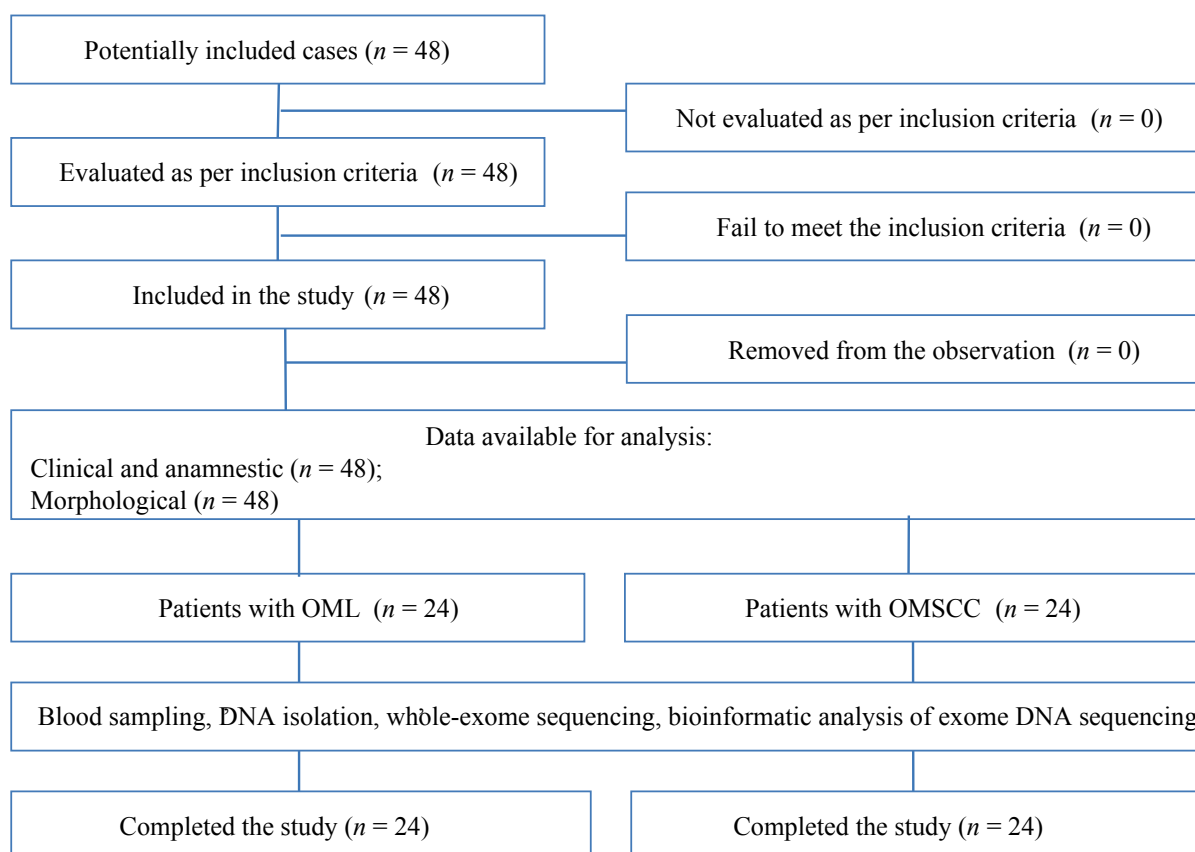 Potentially included cases (n = 48)
Not evaluated as per inclusion criteria (n = 0)
Evaluated as per inclusion criteria (n = 48)
Fail to meet the inclusion criteria (n = 0)
Included in the study (n = 48)
Removed from the observation (n = 0)
Data available for analysis:
Clinical and anamnestic (n = 48);
Morphological (n = 48)
Patients with OML (n = 24)
Patients with OMSCC (n = 24)
Blood sampling, DNA isolation, whole-exome sequencing, bioinformatic analysis of exome DNA sequencing
Completed the study (n = 24)
Completed the study (n = 24)